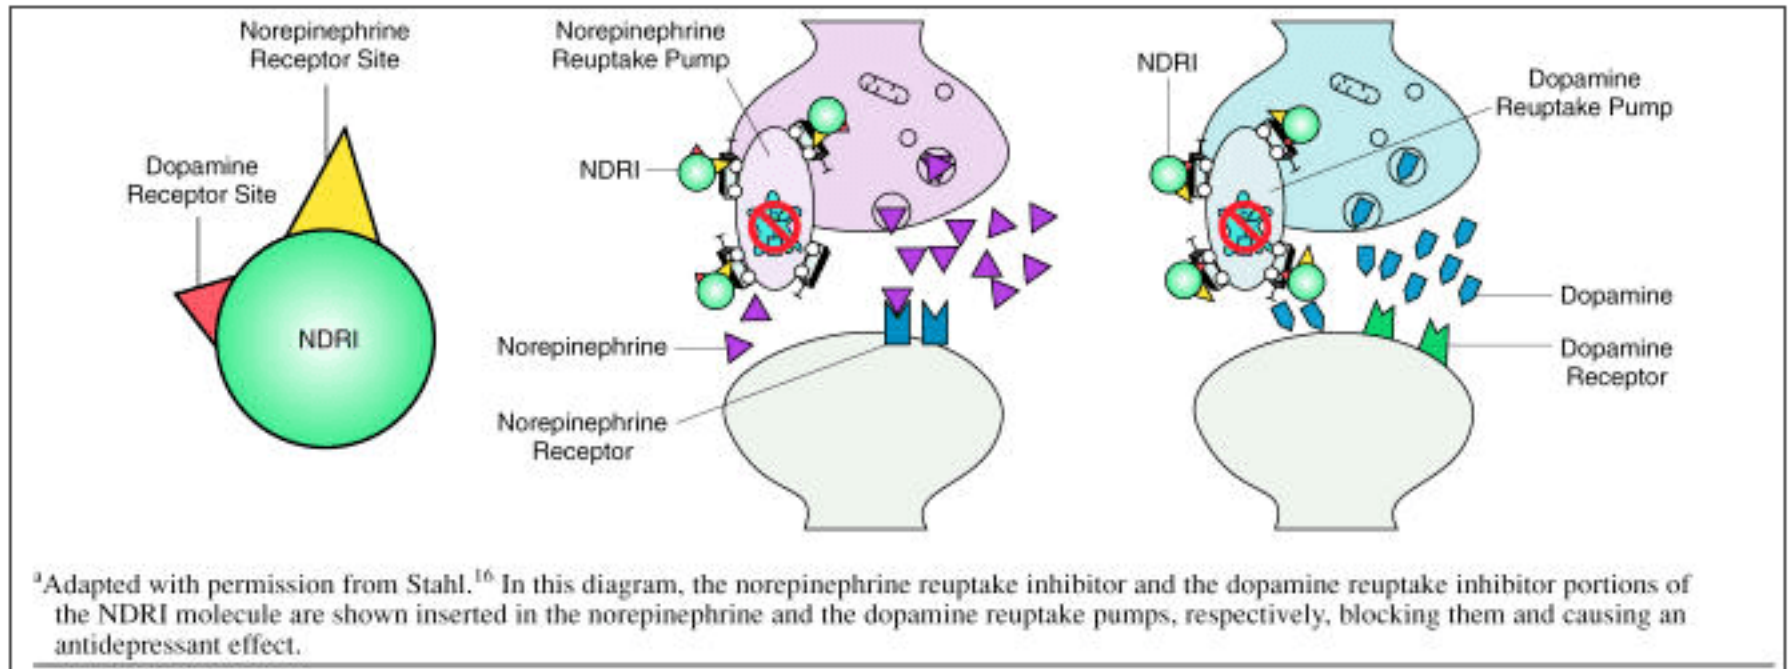 Norepinephrine
Receptor Site
Dopamine
Receptor Site
NDRI
Norepinephrine
Reuptake Pump
NDRI
Norepinephrine
Norepinephrine
Receptor
NDRI
Dopamine
Reuptake Pump
Dopamine
Dopamine
Receptor
aAdapted with permission from Stahl.16 In this diagram, the norepinephrine reuptake inhibitor and the dopamine reuptake inhibitor portions of
the NDRI molecule are shown inserted in the norepinephrine and the dopamine reuptake pumps, respectively, blocking them and causing an
antidepressant effect.